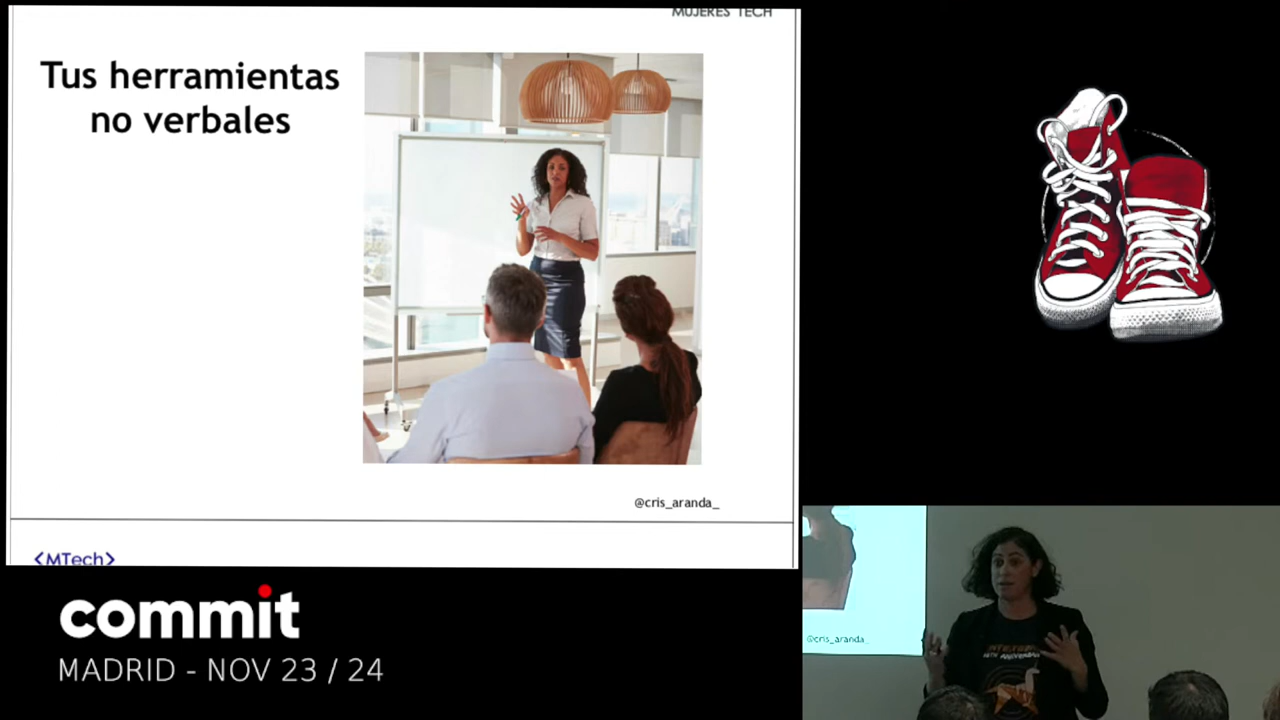 MUJERES TECH
Tus herramientas
no verbales
@cris_aranda_
<MTech>
commit
MADRID - NOV 23 / 24
@cris_aranda_